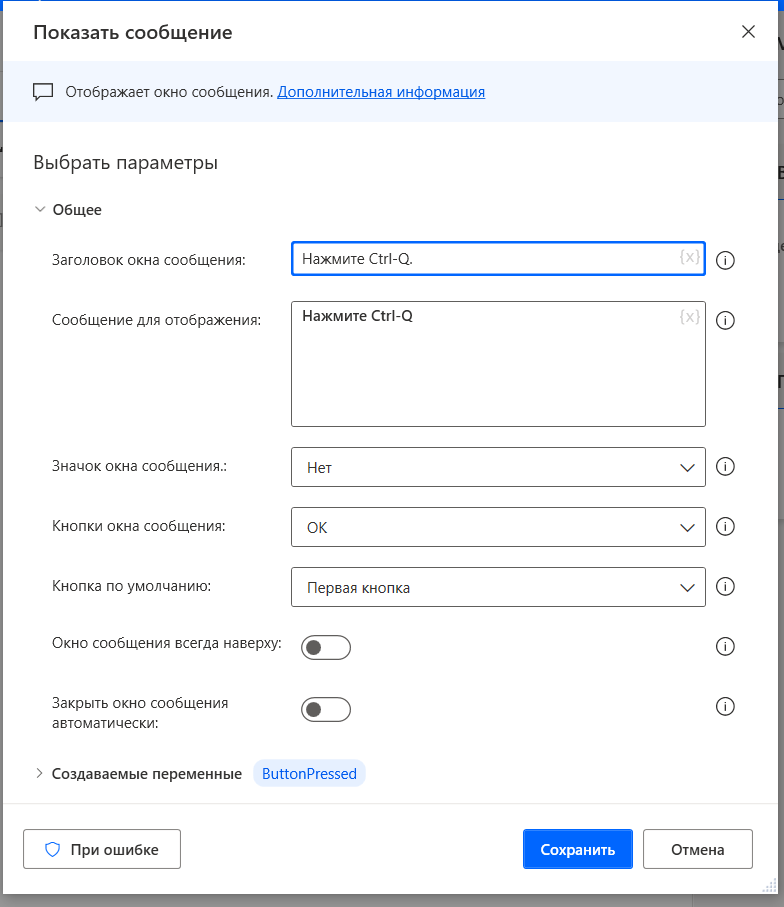 Показать сообщение
Отображает окно сообщения. Дополнительная информация
Выбрать параметры
Общее
Заголовок окна сообщения:
Нажмите Ctrl-Q.
{x}
Сообщение для отображения:
Нажмите Ctrl-Q
{x}
Значок окна сообщения.:
Нет
Кнопки окна сообщения:
ОК
Кнопка по умолчанию:
Первая кнопка
Окно сообщения всегда наверху:
Закрыть окно сообщения
автоматически:
Создаваемые переменные
ButtonPressed
При ошибке
Сохранить
Отмена